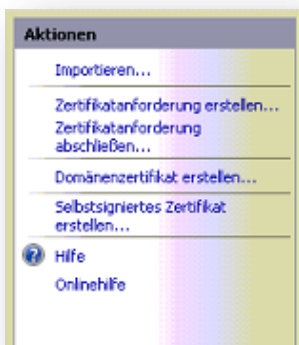 Aktionen
Importieren...
Zertifikatanforderung erstellen...
Zertifikatanforderung
abschließen...
Domänenzertifikat erstellen...
Selbstsigniertes Zertifikat
erstellen...
Hilfe
Onlinehilfe